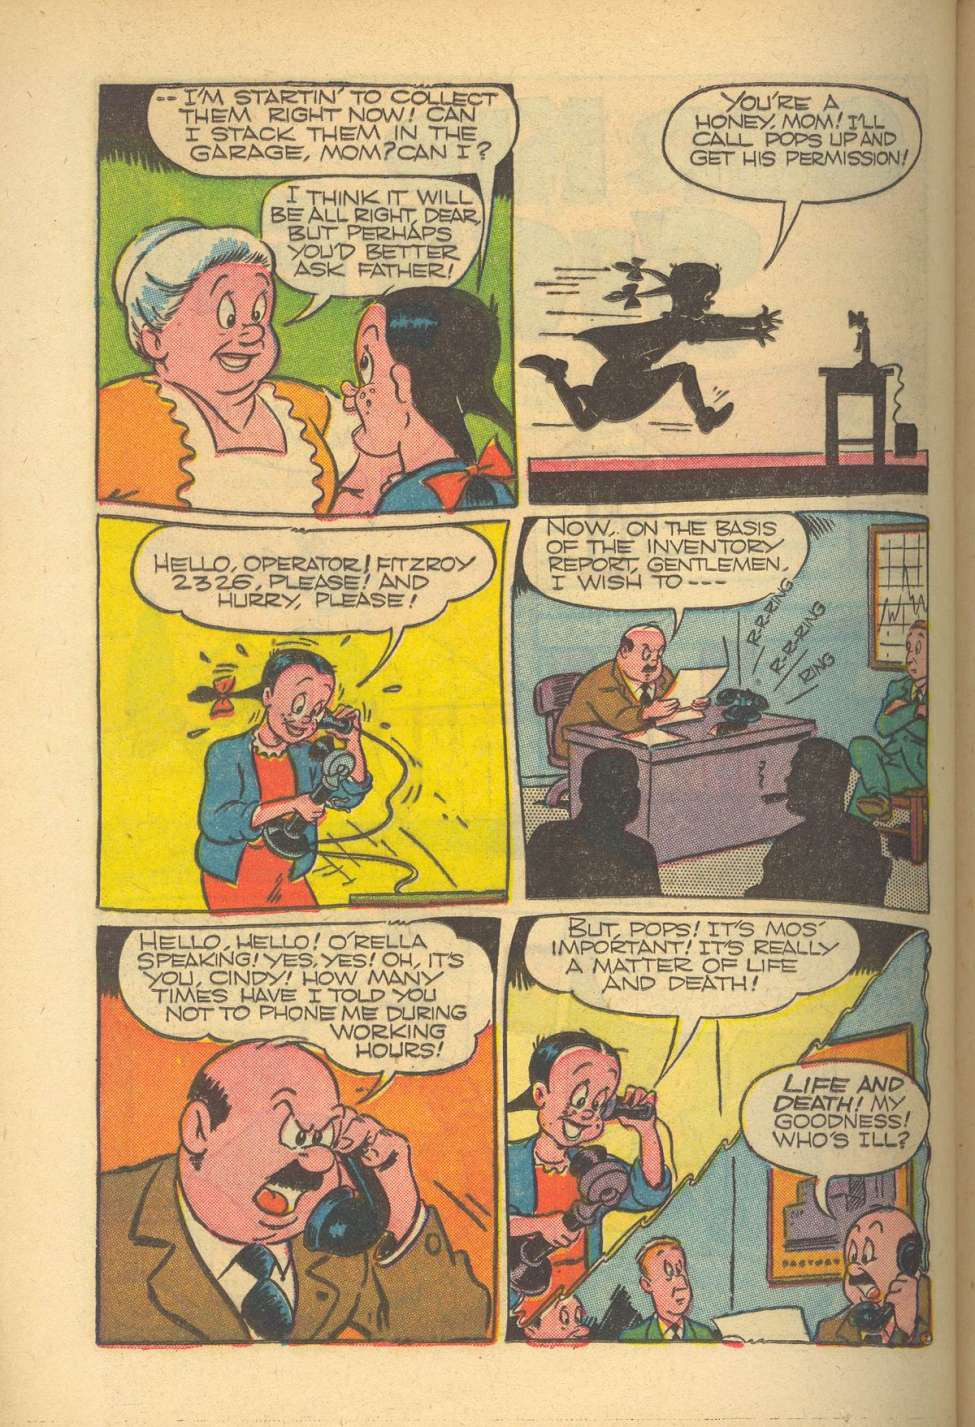 -- I'M STARTIN' TO COLLECT
THEM RIGHT NOW! CAN
I STACK THEM IN THE
GARAGE, MOM? CAN I?
I THINK IT WILL
BE ALL RIGHT, DEAR,
BUT PERHAPS
YOU'D BETTER
ASK FATHER!
YOU'RE A
HONEY, MOM! I'LL
CALL POPS UP AND
GET HIS PERMISSION!
HELLO, OPERATOR! FITZROY
2326, PLEASE! AND
HURRY, PLEASE!
NOW, ON THE BASIS
OF THE INVENTORY
REPORT, GENTLEMEN,
I WISH TO ---
R-R-RING
R-R-RING
RING
HELLO, HELLO! O'RELLA
SPEAKING! YES, YES! OH, IT'S
YOU, CINDY! HOW MANY
TIMES HAVE I TOLD YOU
NOT TO PHONE ME DURING
WORKING
HOURS!
BUT, POPS! IT'S MOS'
IMPORTANT! IT'S REALLY
A MATTER OF LIFE
AND DEATH!
LIFE AND
DEATH! MY
GOODNESS!
WHO'S ILL?